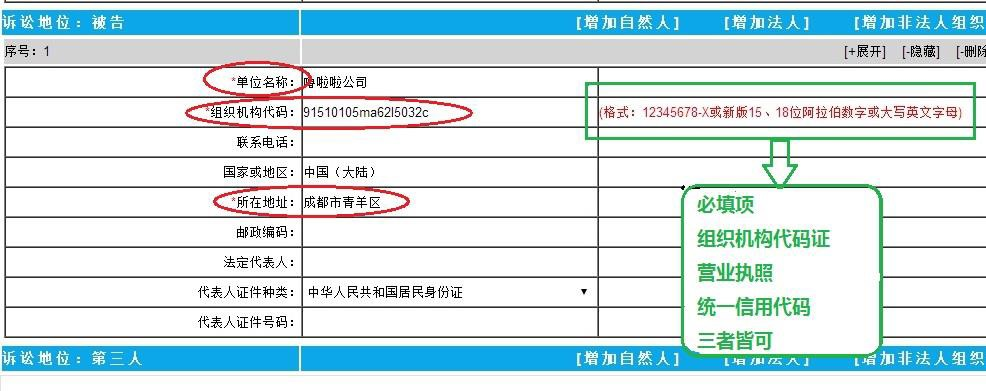 诉讼地位：被告 [增加自然人] [增加法人] [增加非法人组织
序号：1 [+展开] [-隐藏] [-删除
*单位名称： 噜啦啦公司
*组织机构代码： 91510105ma62l5032c (格式：12345678-X或新版15、18位阿拉伯数字或大写英文字母)
联系电话：
国家或地区： 中国（大陆）
*所在地址： 成都市青羊区
邮政编码：
法定代表人：
代表人证件种类： 中华人民共和国居民身份证
代表人证件号码：
必填项
组织机构代码证
营业执照
统一信用代码
三者皆可
诉讼地位：第三人 [增加自然人] [增加法人] [增加非法人组织